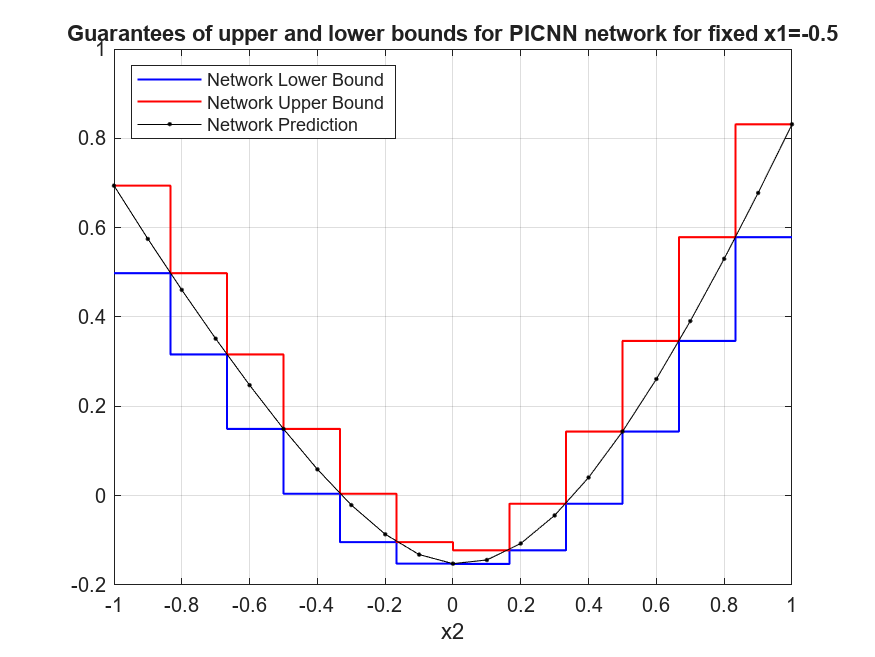 Guarantees of upper and lower bounds for PICNN network for fixed x1=-0.5
Network Lower Bound
Network Upper Bound
Network Prediction
1
0.8
0.6
0.4
0.2
0
-0.2
-1 -0.8 -0.6 -0.4 -0.2 0 0.2 0.4 0.6 0.8 1
x2